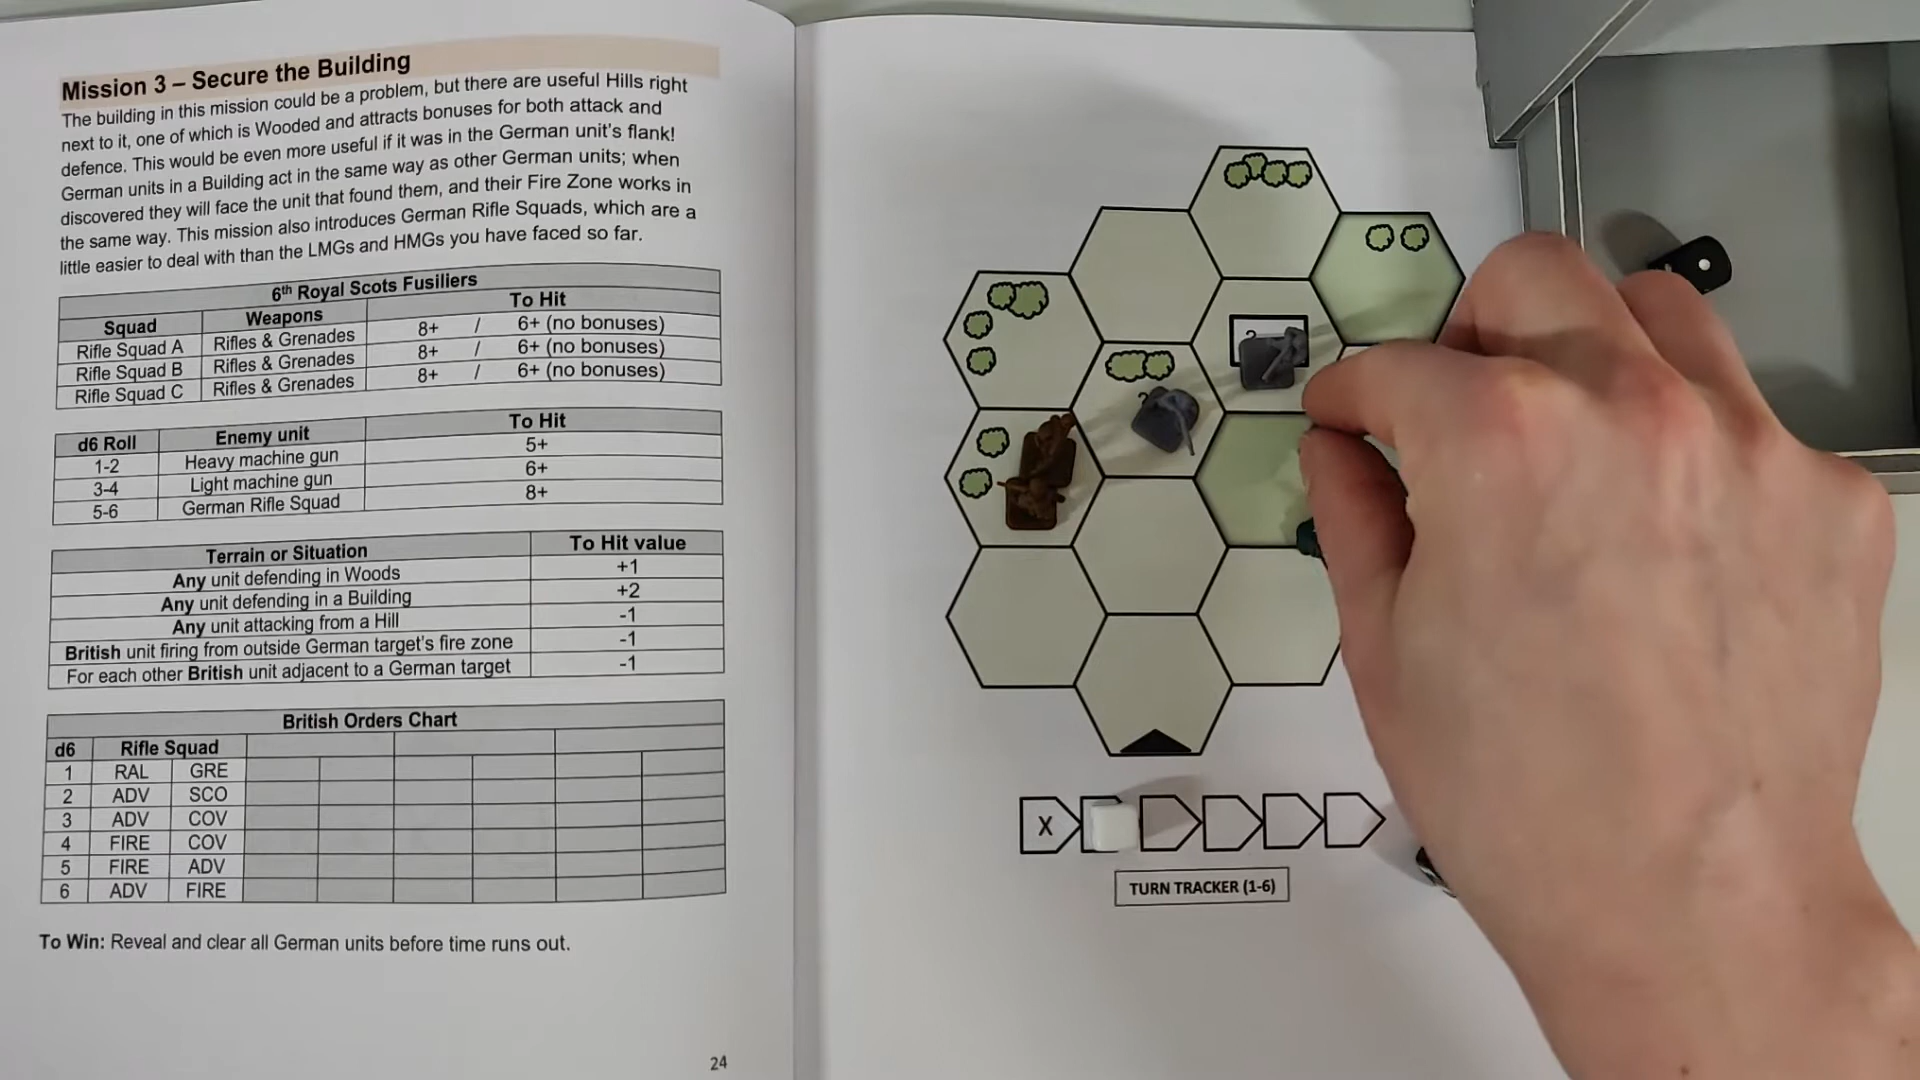 Mission 3 – Secure the Building
The building in this mission could be a problem, but there are useful Hills right
next to it, one of which is Wooded and attracts bonuses for both attack and
defence. This would be even more useful if it was in the German unit's flank!
German units in a Building act in the same way as other German units; when
discovered they will face the unit that found them, and their Fire Zone works in
the same way. This mission also introduces German Rifle Squads, which are a
little easier to deal with than the LMGs and HMGs you have faced so far.
6th Royal Scots Fusiliers
Squad Weapons To Hit
Rifle Squad A Rifles & Grenades 8+ / 6+ (no bonuses)
Rifle Squad B Rifles & Grenades 8+ / 6+ (no bonuses)
Rifle Squad C Rifles & Grenades 8+ / 6+ (no bonuses)
d6 Roll Enemy unit To Hit
1-2 Heavy machine gun 5+
3-4 Light machine gun 6+
5-6 German Rifle Squad 8+
Terrain or Situation To Hit value
Any unit defending in Woods +1
Any unit defending in a Building +2
Any unit attacking from a Hill -1
British unit firing from outside German target's fire zone -1
For each other British unit adjacent to a German target -1
British Orders Chart
d6 Rifle Squad
1 RAL GRE
2 ADV SCO
3 ADV COV
4 FIRE COV
5 FIRE ADV
6 ADV FIRE
To Win: Reveal and clear all German units before time runs out.
24
X
TURN TRACKER (1-6)